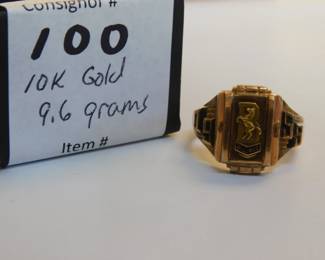 Consignor #
100
10K Gold
9.6 grams
Item #